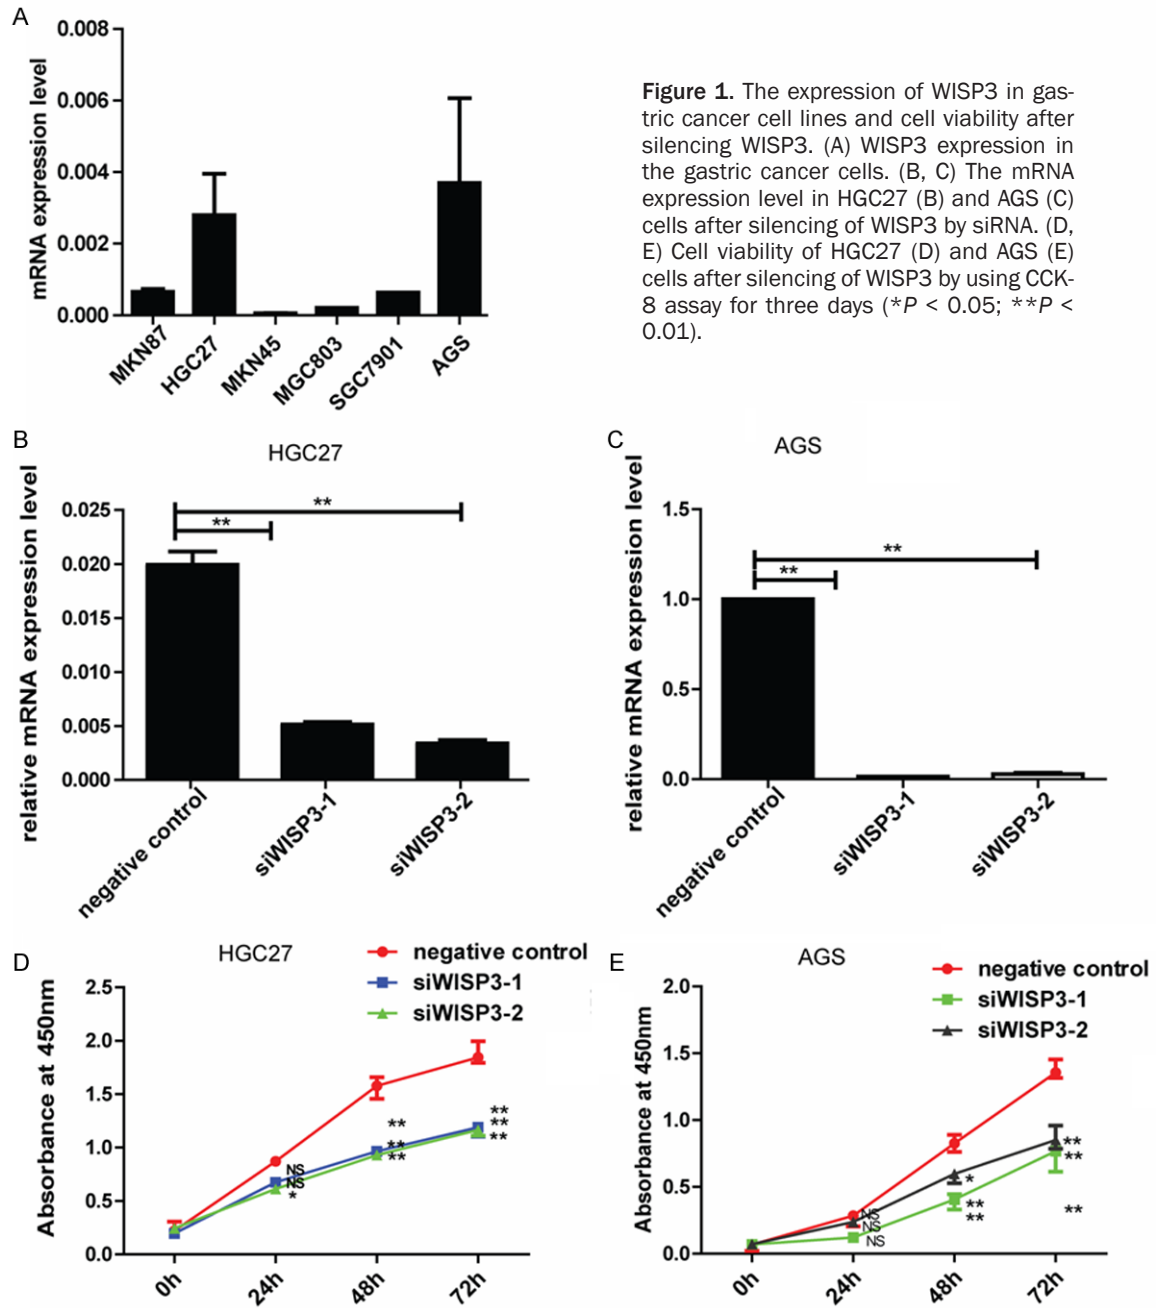 A
0.008
0.006
0.004
0.002
0.000
mRNA expression level
MKN87
HGC27
MKN45
MGC803
SGC7901
AGS
Figure 1. The expression of WISP3 in gas-
tric cancer cell lines and cell viability after
silencing WISP3. (A) WISP3 expression in
the gastric cancer cells. (B, C) The mRNA
expression level in HGC27 (B) and AGS (C)
cells after silencing of WISP3 by siRNA. (D,
E) Cell viability of HGC27 (D) and AGS (E)
cells after silencing of WISP3 by using CCK-
8 assay for three days (*P < 0.05; **P <
0.01).
B
HGC27
relative mRNA expression level
0.025
0.020
0.015
0.010
0.005
0.000
**
**
negative control
siWISP3-1
siWISP3-2
C
AGS
relative mRNA expression level
1.5
1.0
0.5
0.0
**
**
negative control
siWISP3-1
siWISP3-2
D
HGC27
negative control
siWISP3-1
siWISP3-2
Absorbance at 450nm
2.5
2.0
1.5
1.0
0.5
0.0
NS
NS
*
**
**
**
**
**
**
0h
24h
48h
72h
E
AGS
negative control
siWISP3-1
siWISP3-2
Absorbance at 450nm
2.0
1.5
1.0
0.5
0.0
NS
NS
NS
*
**
**
**
**
**
0h
24h
48h
72h